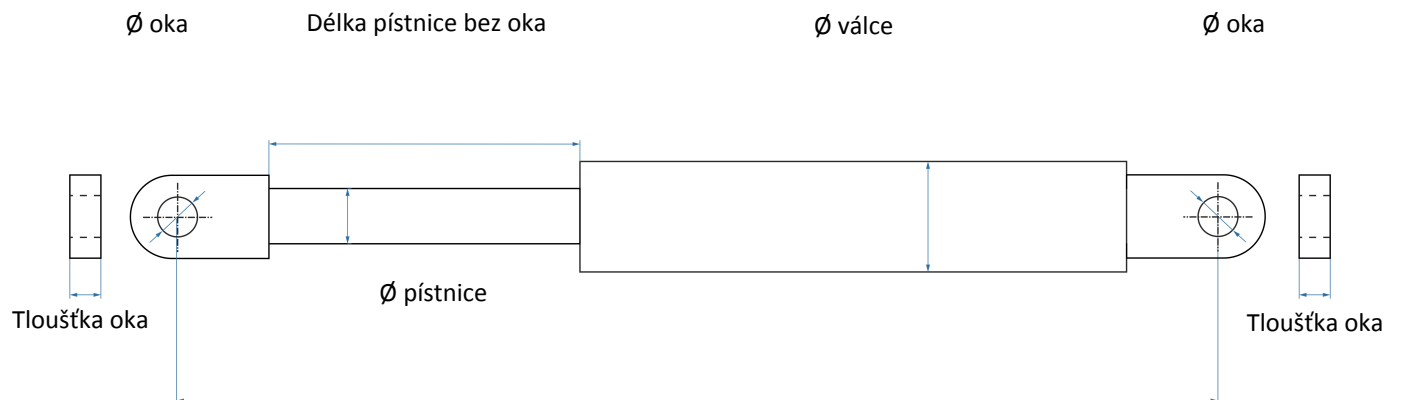 Ø oka
Délka pístnice bez oka
Ø válce
Ø oka
Ø pístnice
Tloušťka oka
Tloušťka oka